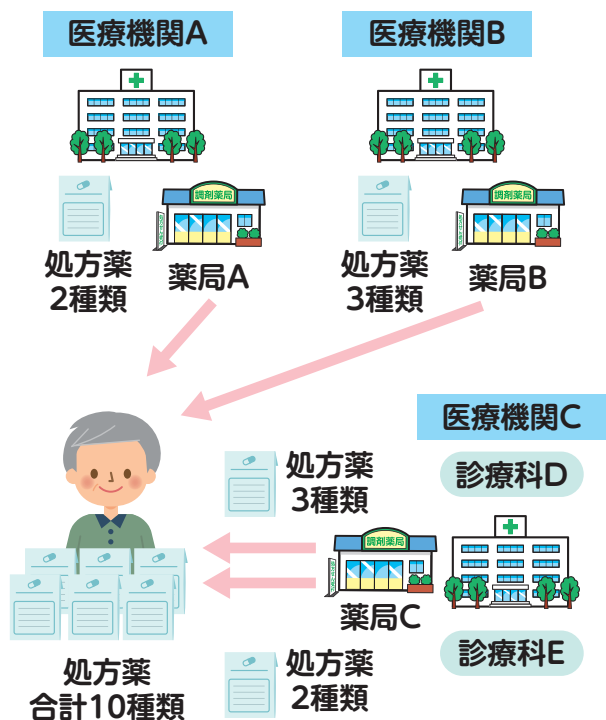 医療機関A
医療機関B
調剤薬局
調剤薬局
処方薬
2種類
薬局A
処方薬
3種類
薬局B
医療機関C
処方薬
3種類
診療科D
調剤薬局
薬局C
診療科E
処方薬
合計10種類
処方薬
2種類